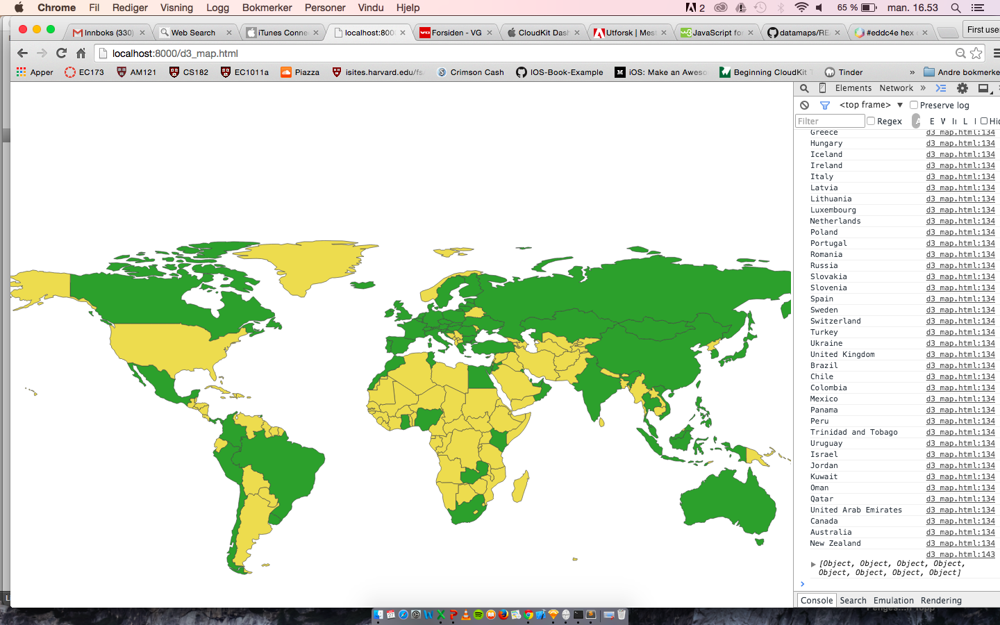 Chrome Fil Rediger Visning Logg Bokmerker Personer Vindu Hjelp 2 65 % man. 16.53
Innboks (330) Web Search iTunes Conne localhost:800 Forsiden - VG CloudKit Dash Utforsk | Mest JavaScript for datamaps/RE #eddc4e hex First user
localhost:8000/d3_map.html
Apper EC173 AM121 CS182 EC1011a Piazza isites.harvard.edu/fs Crimson Cash IOS-Book-Example iOS: Make an Aweso Beginning CloudKit T Tinder » Andre bokmerke
Elements Network »
<top frame> ▼ Preserve log
Filter Regex A E L Hid
Greece d3_map.html:134
Hungary d3_map.html:134
Iceland d3_map.html:134
Ireland d3_map.html:134
Italy d3_map.html:134
Latvia d3_map.html:134
Lithuania d3_map.html:134
Luxembourg d3_map.html:134
Netherlands d3_map.html:134
Poland d3_map.html:134
Portugal d3_map.html:134
Romania d3_map.html:134
Russia d3_map.html:134
Slovakia d3_map.html:134
Slovenia d3_map.html:134
Spain d3_map.html:134
Sweden d3_map.html:134
Switzerland d3_map.html:134
Turkey d3_map.html:134
Ukraine d3_map.html:134
United Kingdom d3_map.html:134
Brazil d3_map.html:134
Chile d3_map.html:134
Colombia d3_map.html:134
Mexico d3_map.html:134
Panama d3_map.html:134
Peru d3_map.html:134
Trinidad and Tobago d3_map.html:134
Uruguay d3_map.html:134
Israel d3_map.html:134
Jordan d3_map.html:134
Kuwait d3_map.html:134
Oman d3_map.html:134
Qatar d3_map.html:134
United Arab Emirates d3_map.html:134
Canada d3_map.html:134
Australia d3_map.html:134
New Zealand d3_map.html:134
d3_map.html:143
[Object, Object, Object, Object,
Object, Object, Object, Object]
Console Search Emulation Rendering